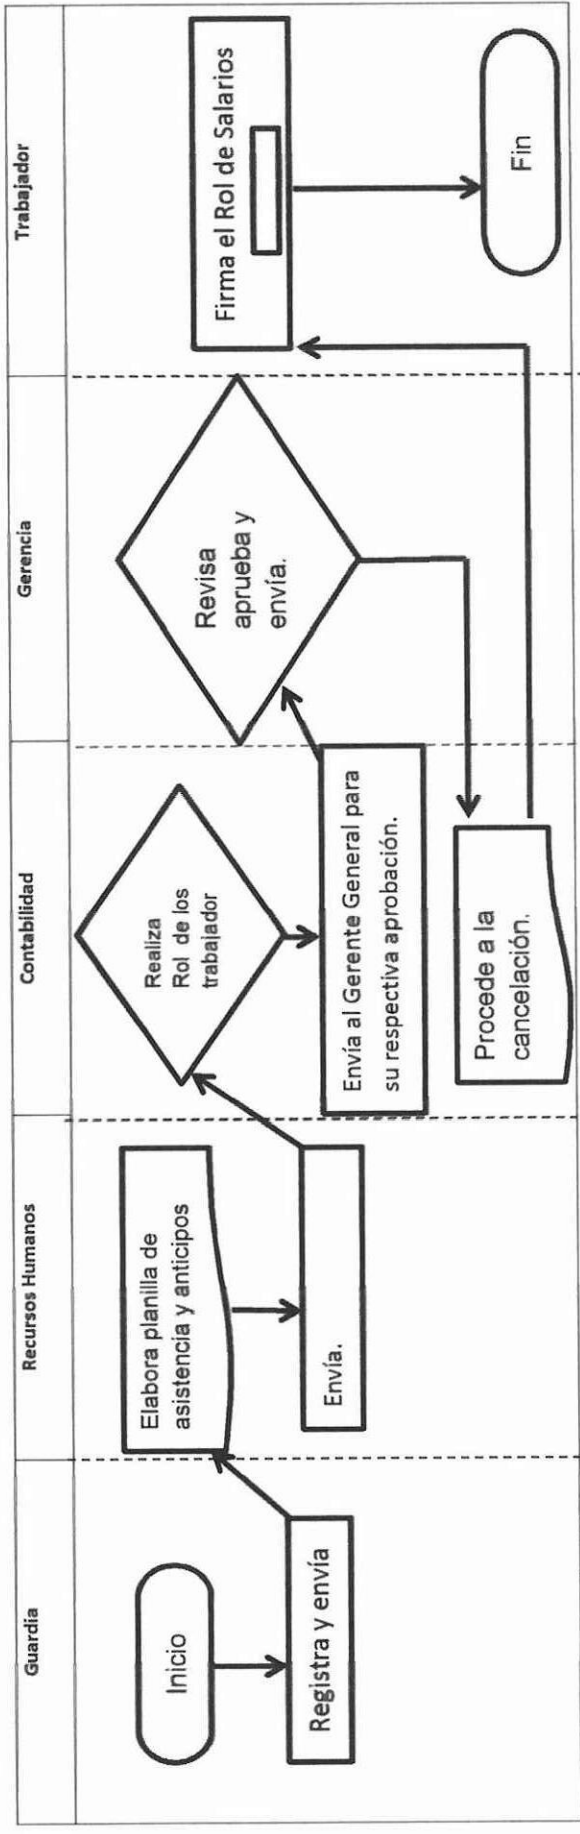 Guardia
Recursos Humanos
Contabilidad
Gerencia
Trabajador
Inicio
Registra y envía
Elabora planilla de
asistencia y anticipos
Envía.
Realiza
Rol de los
trabajador
Envía al Gerente General para
su respectiva aprobación.
Procede a la
cancelación.
Revisa
aprueba y
envía.
Firma el Rol de Salarios
Fin